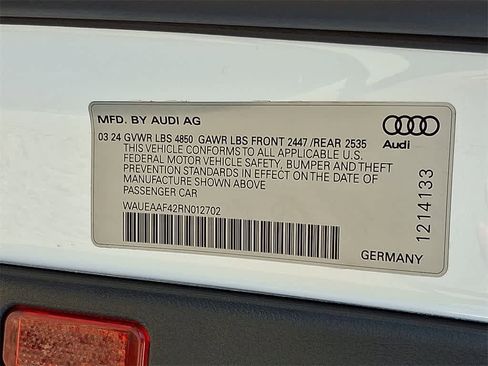 MFD. BY AUDI AG
03 24 GVWR LBS 4850 GAWR LBS FRONT 2447 /REAR 2535
THIS VEHICLE CONFORMS TO ALL APPLICABLE U.S.
FEDERAL MOTOR VEHICLE SAFETY, BUMPER AND THEFT
PREVENTION STANDARDS IN EFFECT ON THE DATE OF
MANUFACTURE SHOWN ABOVE
PASSENGER CAR
WAUEAAF42RN012702
Audi
1214133
GERMANY